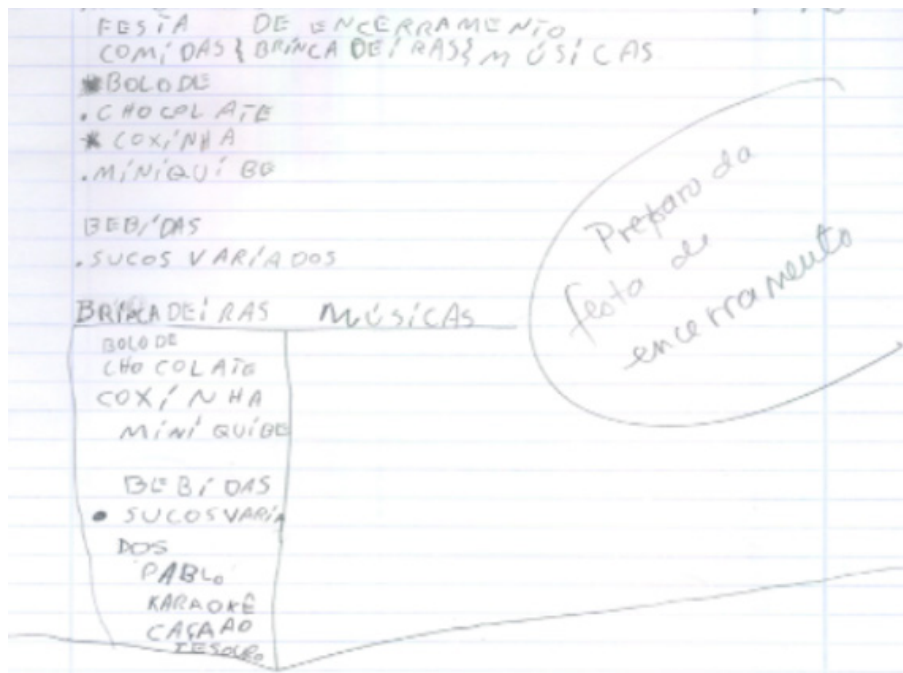 FESTA DE ENCERRAMENTO
COMIDAS { BRINCADEIRAS { MÚSICAS
* BOLO DE
. CHOCOLATE
* COXINHA
. MINIQUIBE
BEBIDAS
. SUCOS VARIADOS
BRINCADEIRAS MÚSICAS
BOLO DE
CHOCOLATE
COXINHA
MINI QUIBE
BEBIDAS
• SUCOS VARIA
DOS
PABLO
KARAOKÊ
CAÇA AO
TESOURO
Preparo da
festa de
encerramento